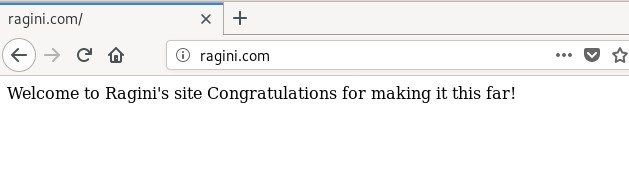 ragini.com/
ragini.com
Welcome to Ragini's site Congratulations for making it this far!